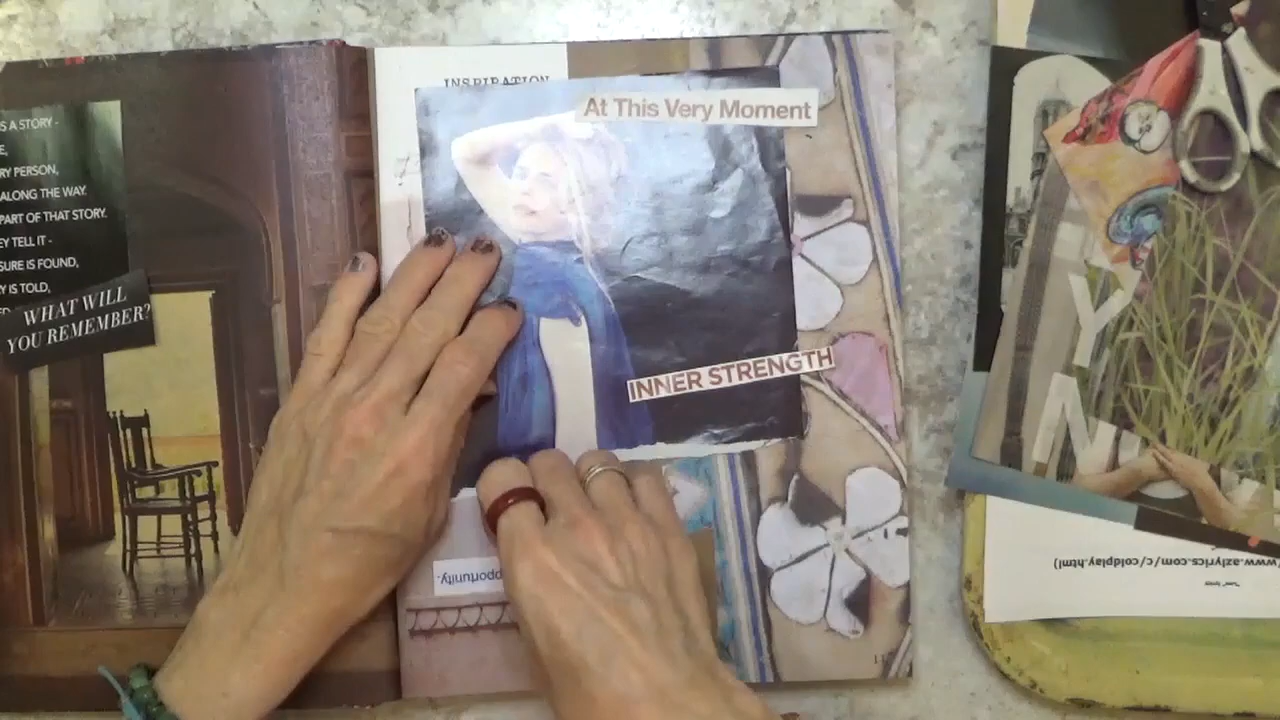 S A STORY -
E,
RY PERSON,
ALONG THE WAY.
PART OF THAT STORY.
EY TELL IT -
SURE IS FOUND,
Y IS TOLD,
WHAT WILL
YOU REMEMBER?
INSPIRATION
At This Very Moment
INNER STRENGTH
pportunity.
Y
N
www.azlyrics.com/c/coldplay.html)